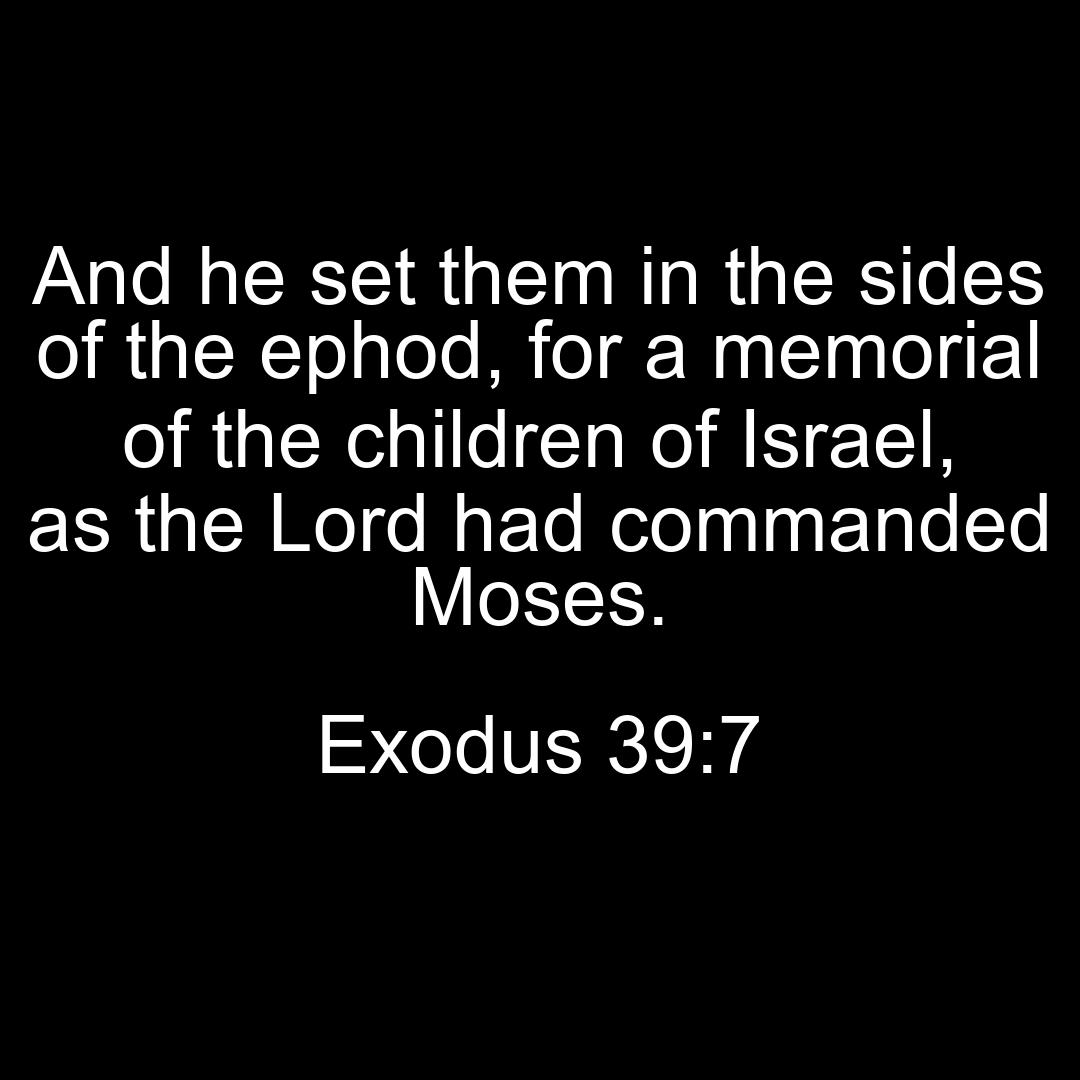 And he set them in the sides
of the ephod, for a memorial
of the children of Israel,
as the Lord had commanded
Moses.
Exodus 39:7